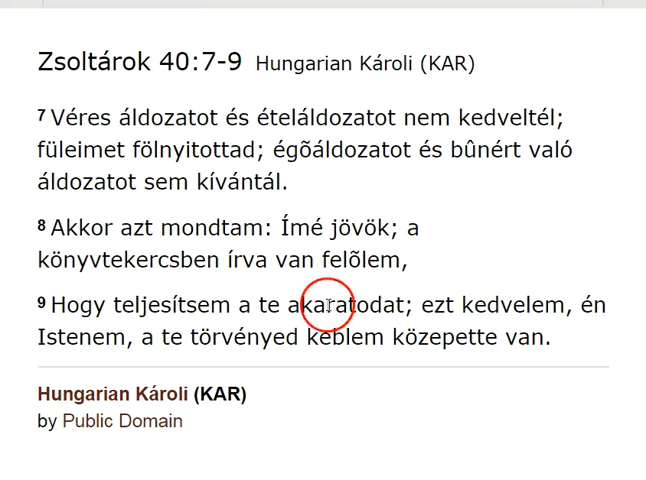 Zsoltárok 40:7-9 Hungarian Károli (KAR)
7 Véres áldozatot és ételáldozatot nem kedveltél;
füleimet fölnyitottad; égõáldozatot és bûnért való
áldozatot sem kívántál.
8 Akkor azt mondtam: Ímé jövök; a
könyvtekercsben írva van felõlem,
9 Hogy teljesítsem a te akaratodat; ezt kedvelem, én
Istenem, a te törvényed keblem közepette van.
Hungarian Károli (KAR)
by Public Domain